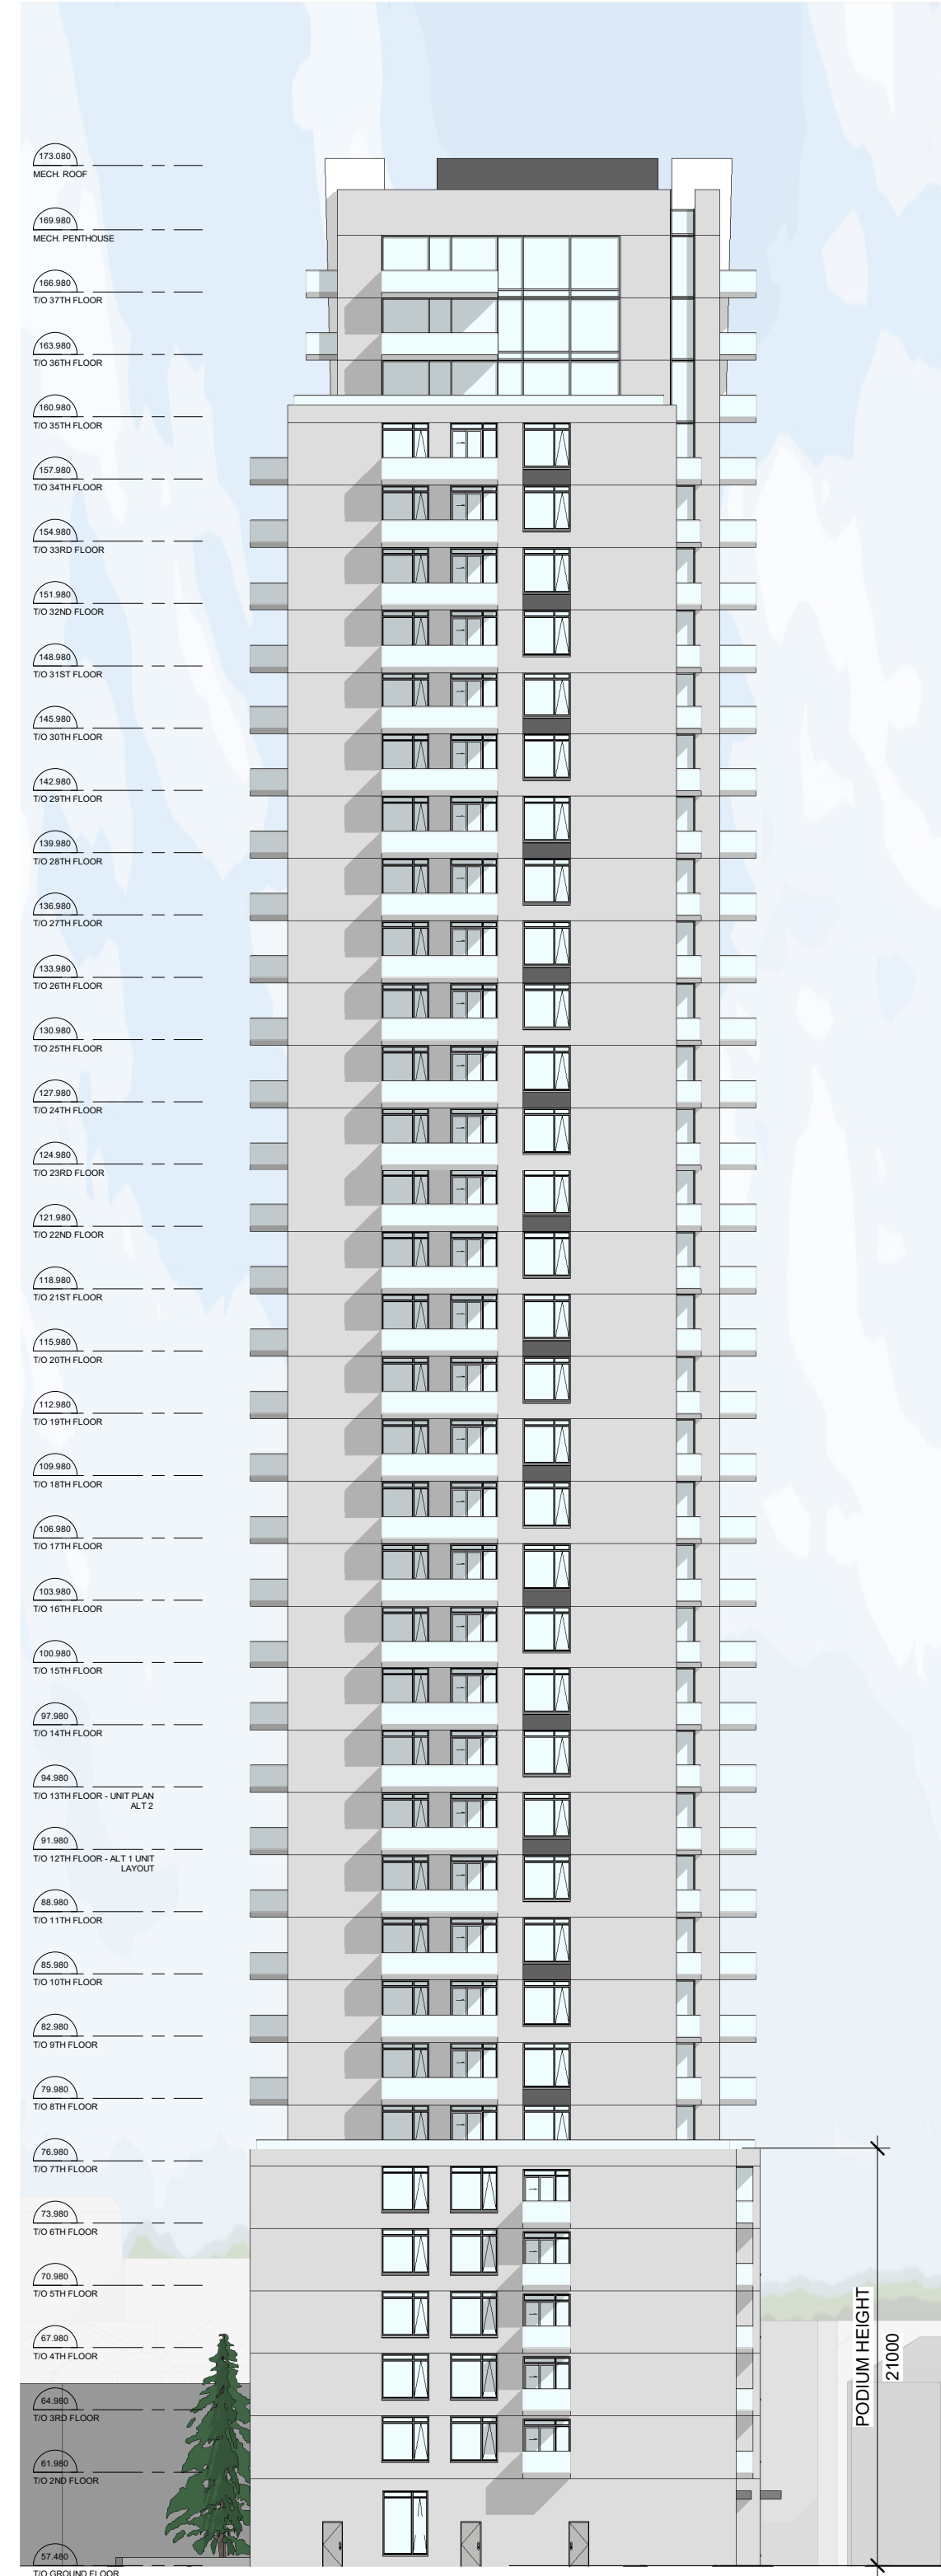 173.080
MECH. ROOF
169.980
MECH. PENTHOUSE
166.980
T/O 37TH FLOOR
163.980
T/O 36TH FLOOR
160.980
T/O 35TH FLOOR
157.980
T/O 34TH FLOOR
154.980
T/O 33RD FLOOR
151.980
T/O 32ND FLOOR
148.980
T/O 31ST FLOOR
145.980
T/O 30TH FLOOR
142.980
T/O 29TH FLOOR
139.980
T/O 28TH FLOOR
136.980
T/O 27TH FLOOR
133.980
T/O 26TH FLOOR
130.980
T/O 25TH FLOOR
127.980
T/O 24TH FLOOR
124.980
T/O 23RD FLOOR
121.980
T/O 22ND FLOOR
118.980
T/O 21ST FLOOR
115.980
T/O 20TH FLOOR
112.980
T/O 19TH FLOOR
109.980
T/O 18TH FLOOR
106.980
T/O 17TH FLOOR
103.980
T/O 16TH FLOOR
100.980
T/O 15TH FLOOR
97.980
T/O 14TH FLOOR
94.980
T/O 13TH FLOOR - UNIT PLAN
ALT 2
91.980
T/O 12TH FLOOR - ALT 1 UNIT
LAYOUT
88.980
T/O 11TH FLOOR
85.980
T/O 10TH FLOOR
82.980
T/O 9TH FLOOR
79.980
T/O 8TH FLOOR
76.980
T/O 7TH FLOOR
73.980
T/O 6TH FLOOR
70.980
T/O 5TH FLOOR
67.980
T/O 4TH FLOOR
64.980
T/O 3RD FLOOR
61.980
T/O 2ND FLOOR
57.480
T/O GROUND FLOOR
PODIUM HEIGHT
21000